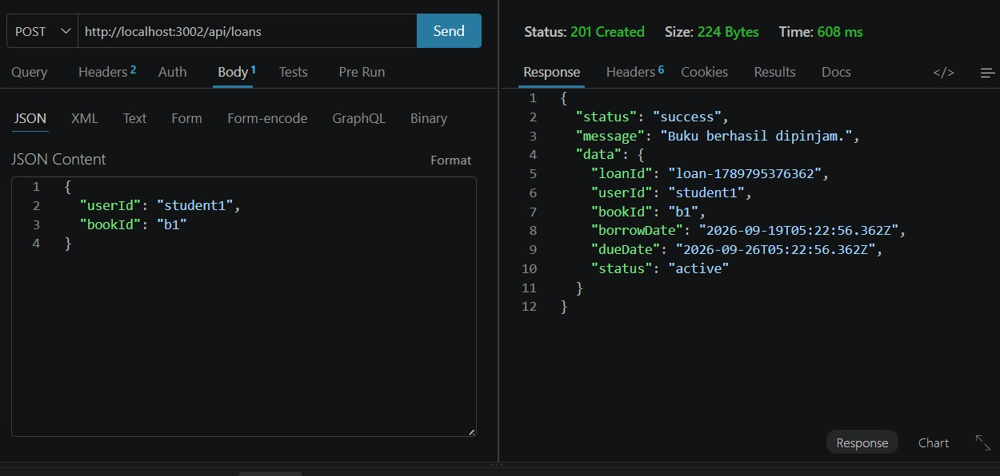 POST http://localhost:3002/api/loans Send
Query Headers 2 Auth Body 1 Tests Pre Run
JSON XML Text Form Form-encode GraphQL Binary
JSON Content Format
1 {
2 "userId": "student1",
3 "bookId": "b1"
4 }
Status: 201 Created Size: 224 Bytes Time: 608 ms
Response Headers 6 Cookies Results Docs </>
1 {
2 "status": "success",
3 "message": "Buku berhasil dipinjam.",
4 "data": {
5 "loanId": "loan-1789795376362",
6 "userId": "student1",
7 "bookId": "b1",
8 "borrowDate": "2026-09-19T05:22:56.362Z",
9 "dueDate": "2026-09-26T05:22:56.362Z",
10 "status": "active"
11 }
12 }
Response Chart